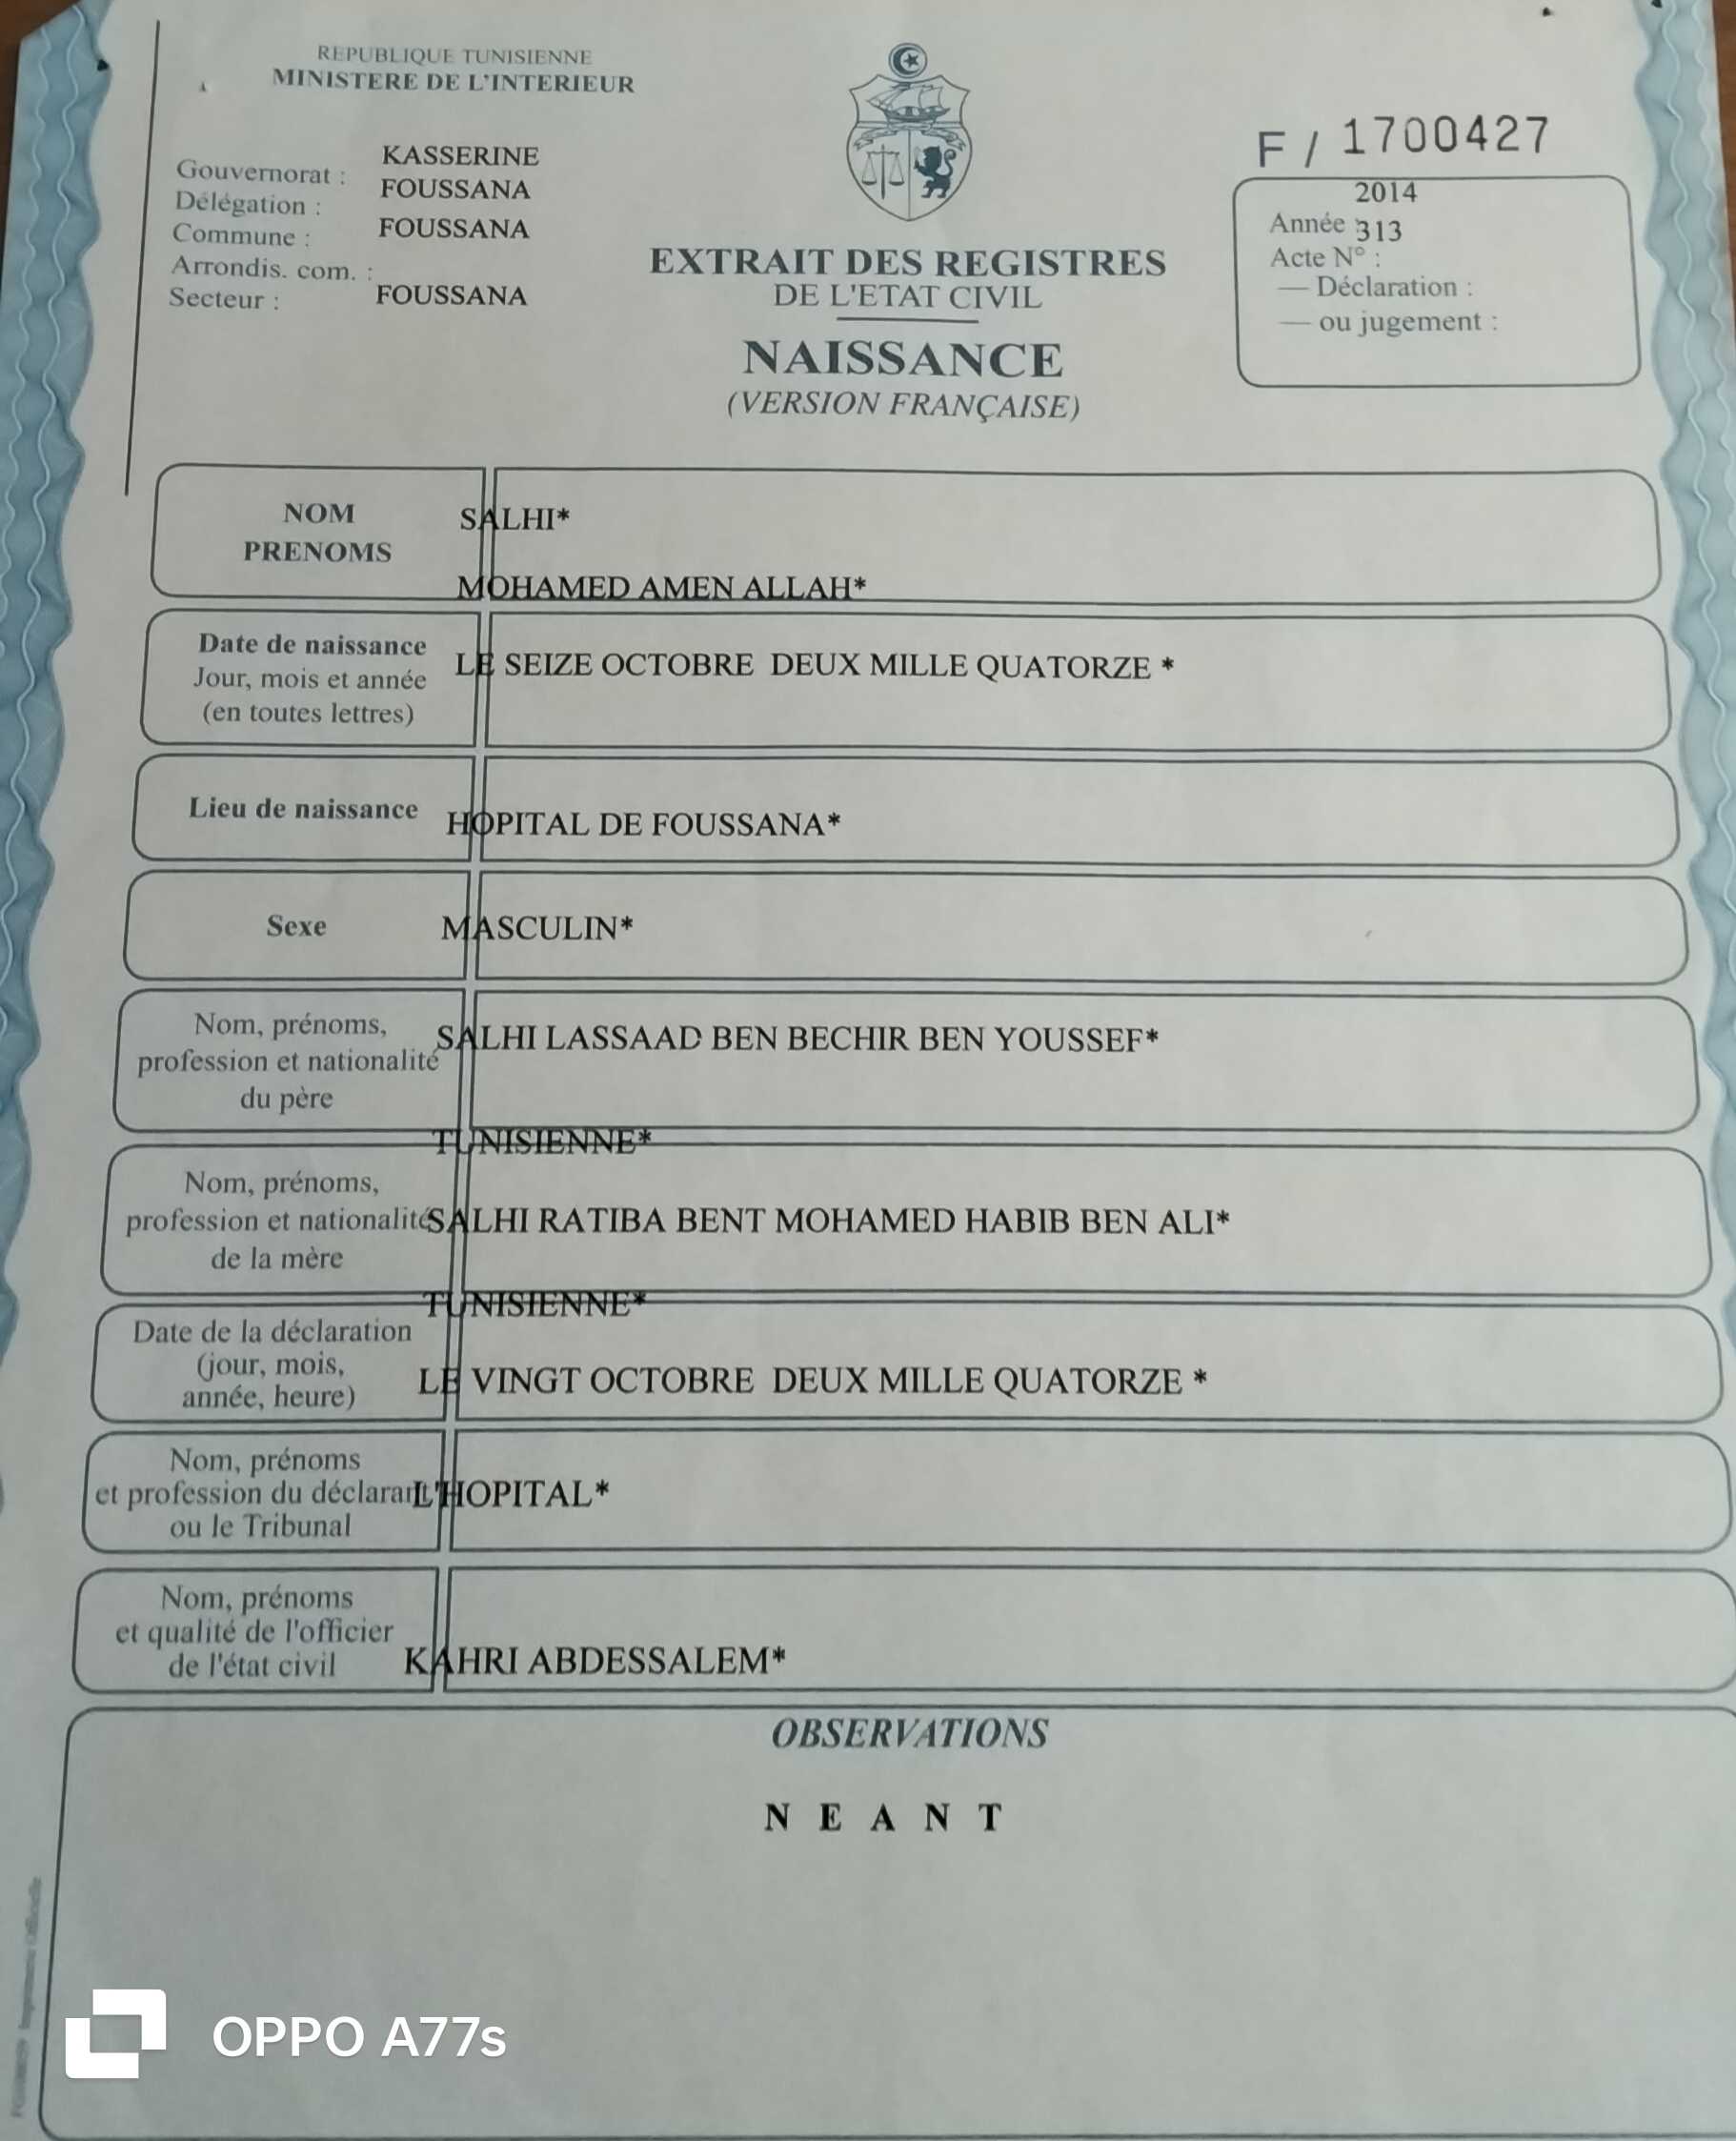 REPUBLIQUE TUNISIENNE
MINISTERE DE L'INTERIEUR
Gouvernorat : KASSERINE
Délégation : FOUSSANA
Commune : FOUSSANA
Arrondis. com. :
Secteur : FOUSSANA
EXTRAIT DES REGISTRES
DE L'ETAT CIVIL
NAISSANCE
(VERSION FRANÇAISE)
F / 1700427
2014
Année : 313
Acte N° :
— Déclaration :
— ou jugement :
NOM SALHI*
PRENOMS
MOHAMED AMEN ALLAH*
Date de naissance
LE SEIZE OCTOBRE DEUX MILLE QUATORZE *
Jour, mois et année
(en toutes lettres)
Lieu de naissance HOPITAL DE FOUSSANA*
Sexe MASCULIN*
Nom, prénoms, SALHI LASSAAD BEN BECHIR BEN YOUSSEF*
profession et nationalité
du père
TUNISIENNE*
Nom, prénoms,
profession et nationalité SALHI RATIBA BENT MOHAMED HABIB BEN ALI*
de la mère
TUNISIENNE*
Date de la déclaration
(jour, mois,
année, heure) LE VINGT OCTOBRE DEUX MILLE QUATORZE *
Nom, prénoms
et profession du déclarant L'HOPITAL*
ou le Tribunal
Nom, prénoms
et qualité de l'officier
de l'état civil KAHRI ABDESSALEM*
OBSERVATIONS
N E A N T
Imprimerie Officielle
OPPO A77s